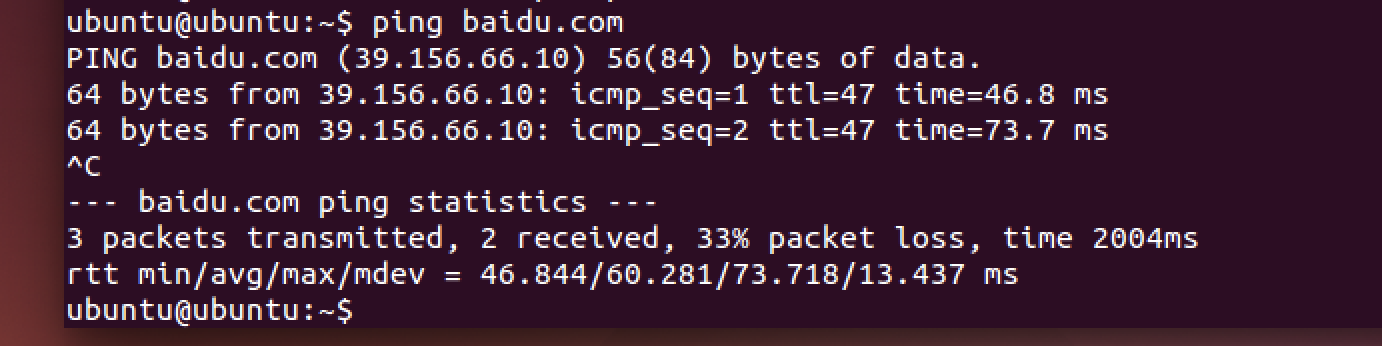 ubuntu@ubuntu:~$ ping baidu.com
PING baidu.com (39.156.66.10) 56(84) bytes of data.
64 bytes from 39.156.66.10: icmp_seq=1 ttl=47 time=46.8 ms
64 bytes from 39.156.66.10: icmp_seq=2 ttl=47 time=73.7 ms
^C
--- baidu.com ping statistics ---
3 packets transmitted, 2 received, 33% packet loss, time 2004ms
rtt min/avg/max/mdev = 46.844/60.281/73.718/13.437 ms
ubuntu@ubuntu:~$